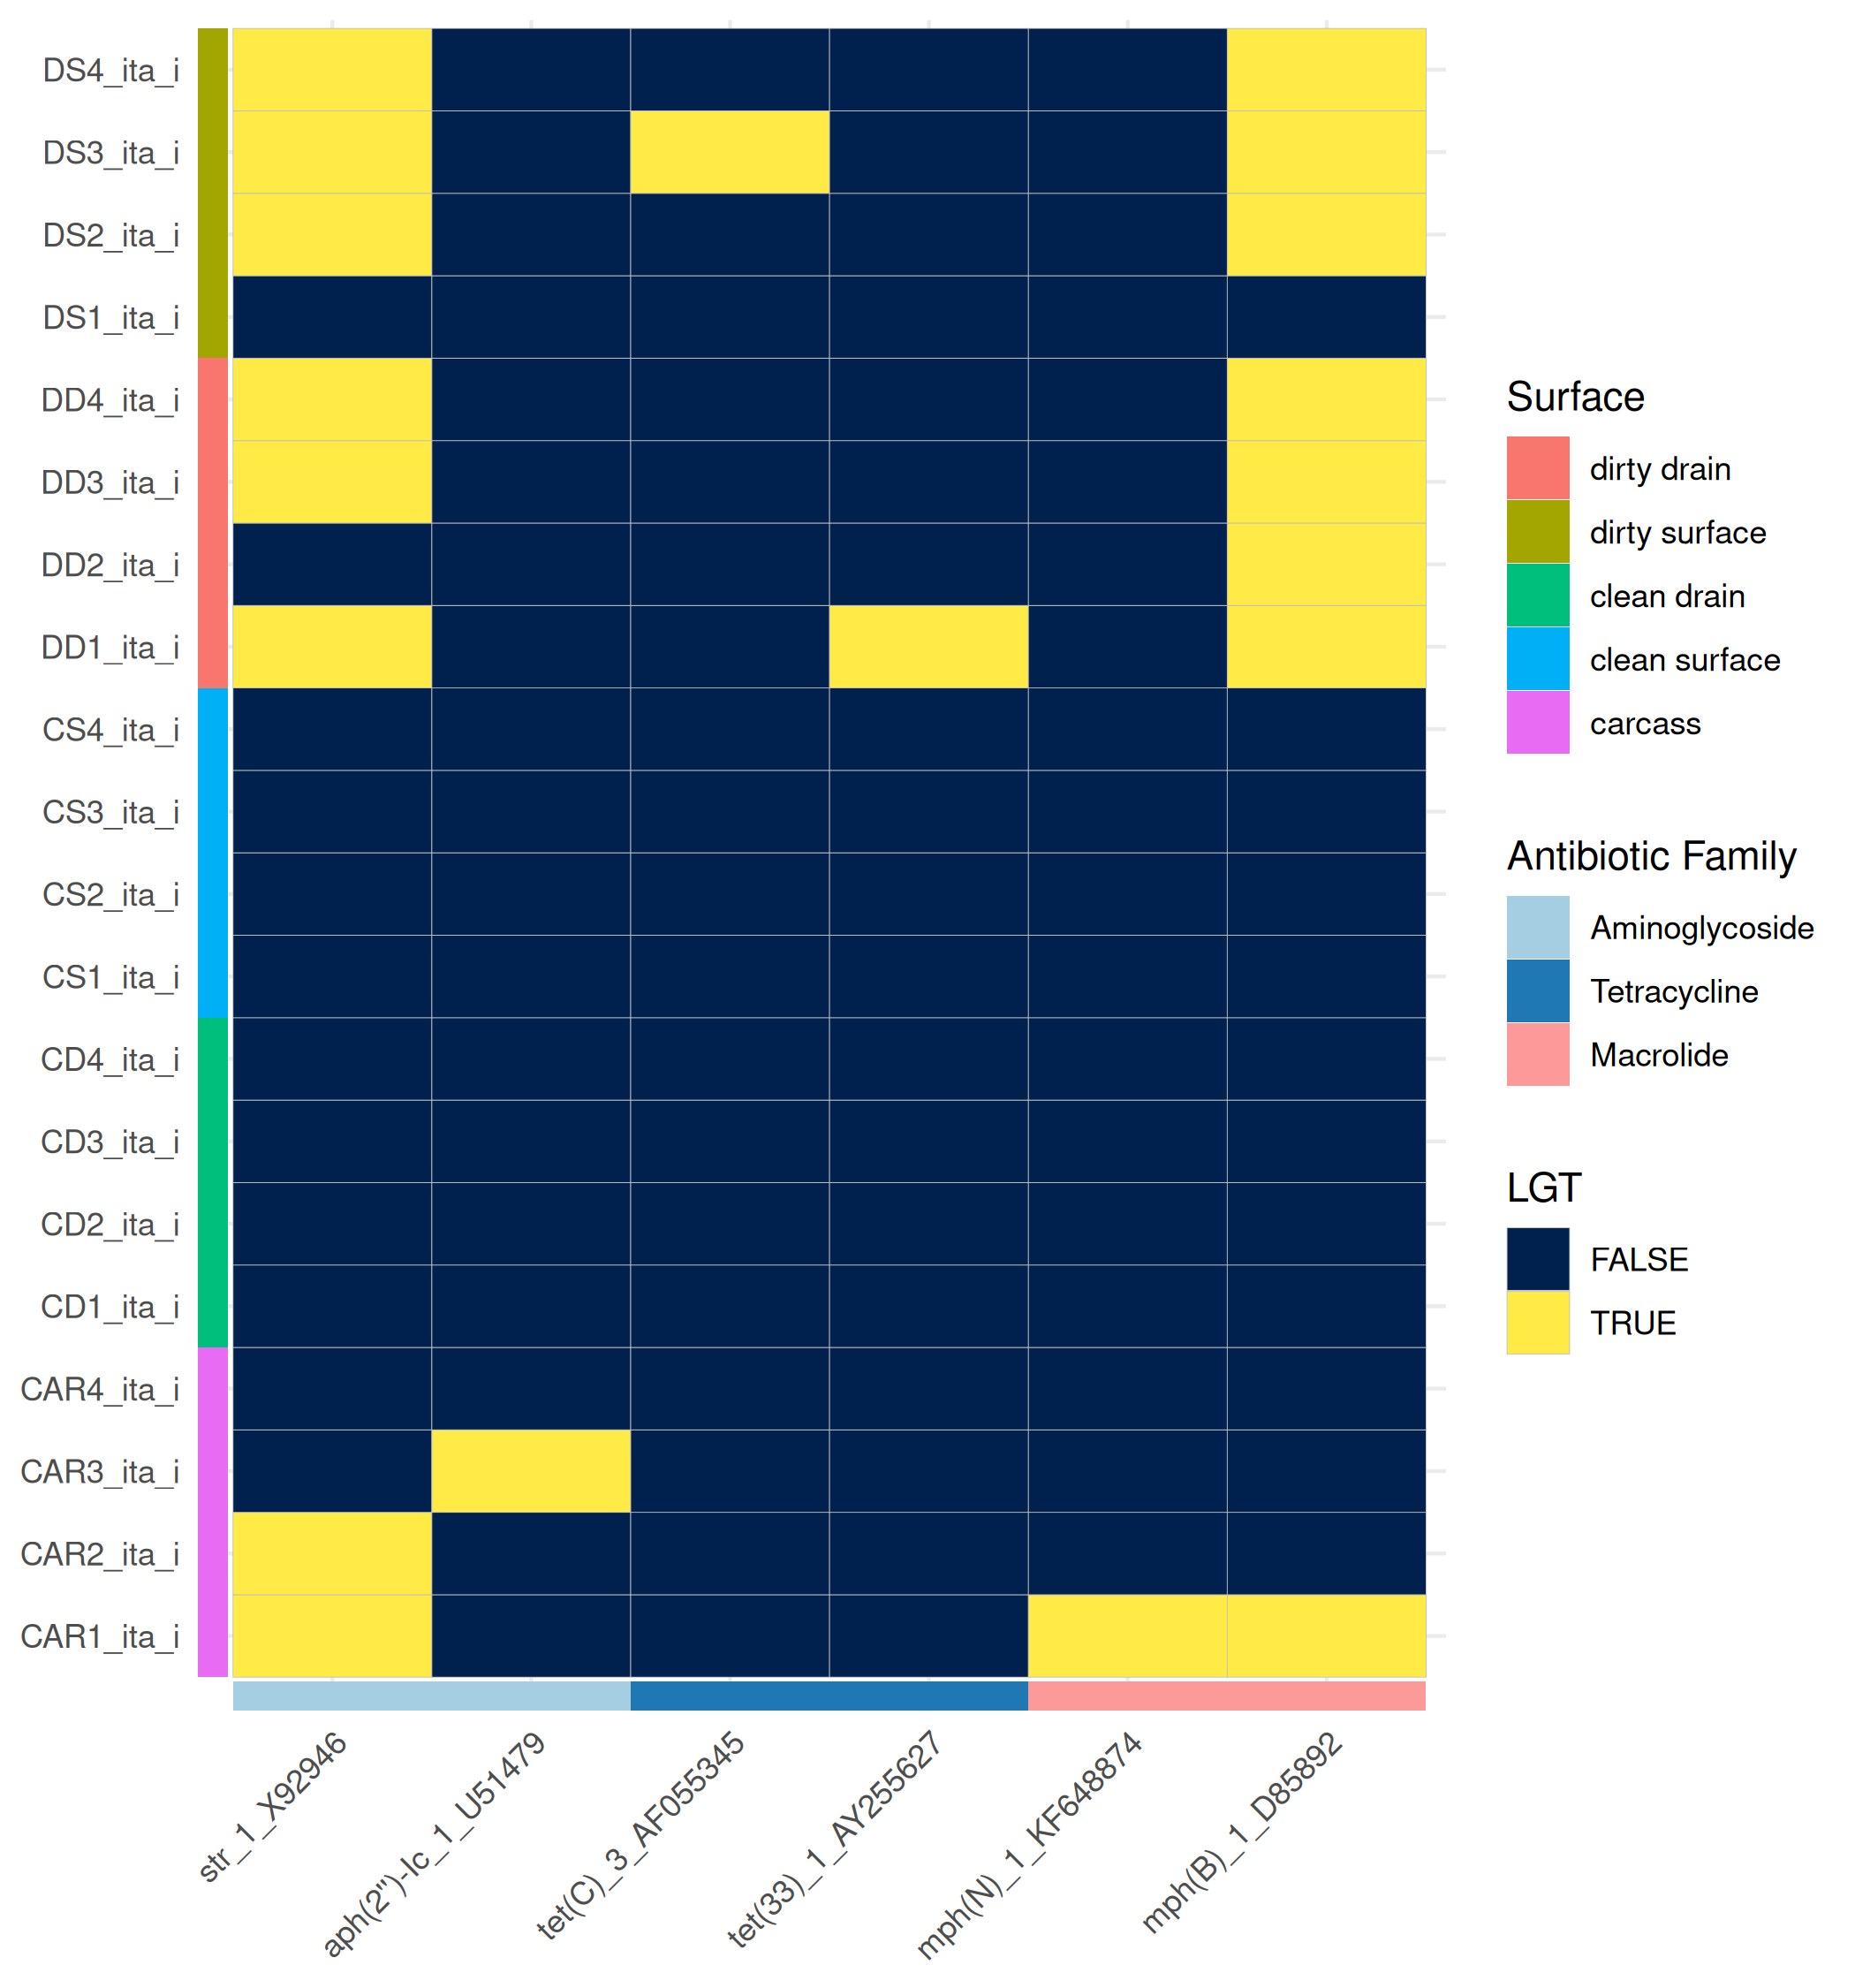 DS4_ita_i
DS3_ita_i
DS2_ita_i
DS1_ita_i
DD4_ita_i
DD3_ita_i
DD2_ita_i
DD1_ita_i
CS4_ita_i
CS3_ita_i
CS2_ita_i
CS1_ita_i
CD4_ita_i
CD3_ita_i
CD2_ita_i
CD1_ita_i
CAR4_ita_i
CAR3_ita_i
CAR2_ita_i
CAR1_ita_i
str_1_X92946
aph(2'')-Ic_1_U51479
tet(C)_3_AF055345
tet(33)_1_AY255627
mph(N)_1_KF648874
mph(B)_1_D85892
Surface
dirty drain
dirty surface
clean drain
clean surface
carcass
Antibiotic Family
Aminoglycoside
Tetracycline
Macrolide
LGT
FALSE
TRUE